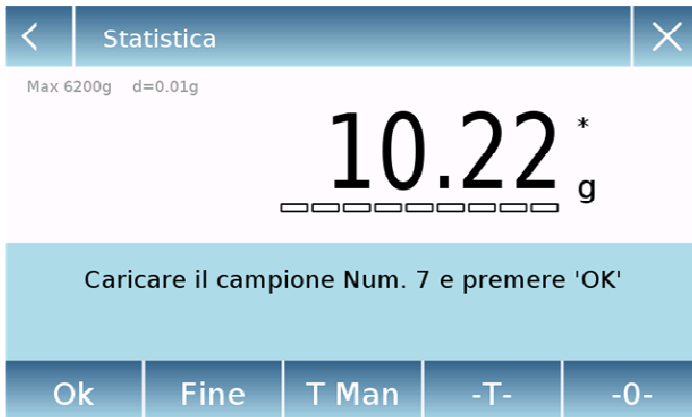 Statistica
Max 6200g d=0.01g
10.22 *
g
Caricare il campione Num. 7 e premere 'OK'
Ok Fine T Man -T- -0-